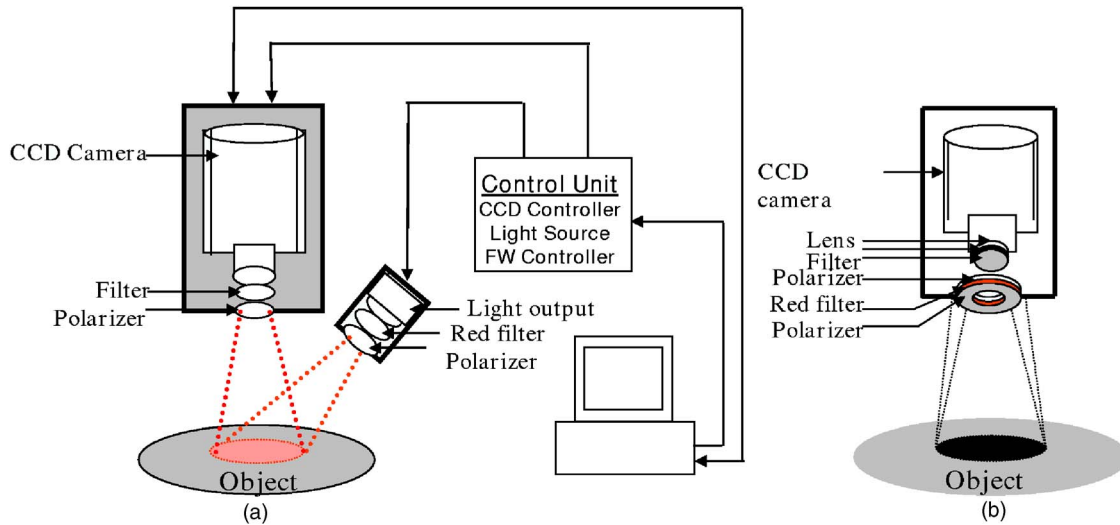 CCD Camera
Filter
Polarizer
Control Unit
CCD Controller
Light Source
FW Controller
Light output
Red filter
Polarizer
Object
(a)
CCD
camera
Lens
Filter
Polarizer
Red filter
Polarizer
Object
(b)